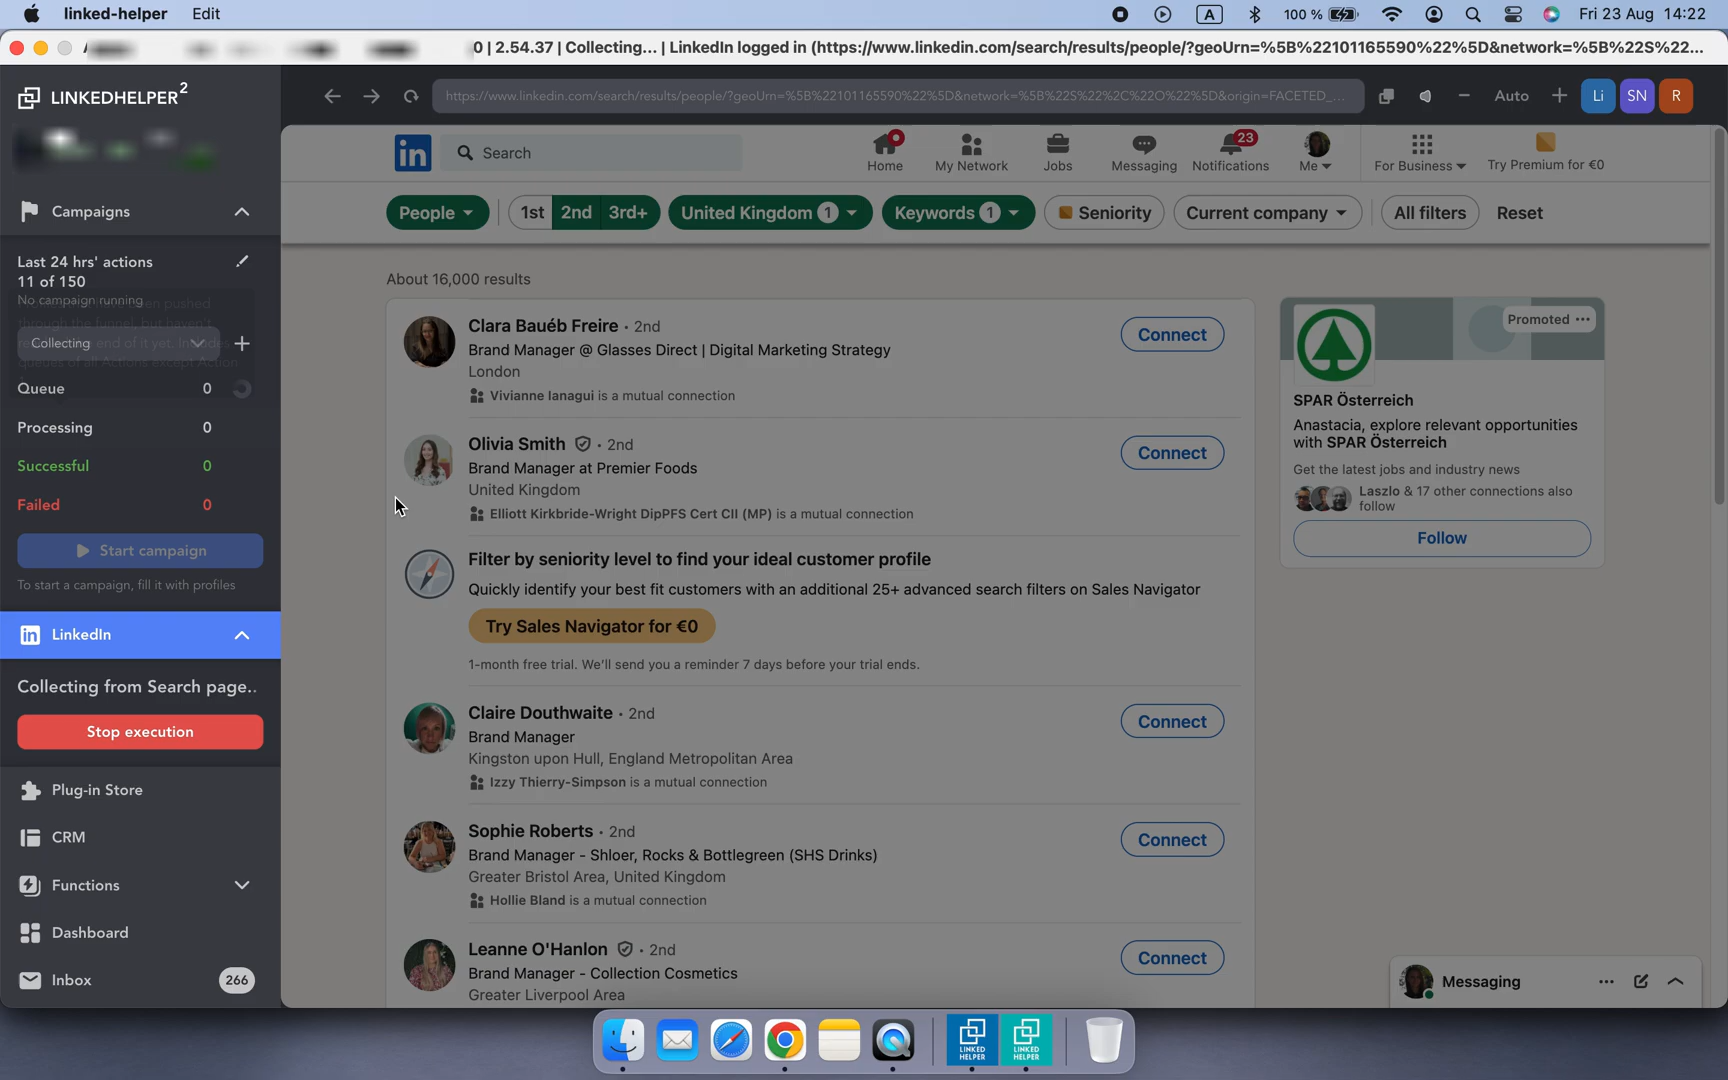 linked-helper Edit
A 100 % Fri 23 Aug 14:22
0 | 2.54.37 | Collecting... | LinkedIn logged in (https://www.linkedin.com/search/results/people/?geoUrn=%5B%22101165590%22%5D&network=%5B%22S%22...
LINKEDHELPER2
https://www.linkedin.com/search/results/people/?geoUrn=%5B%22101165590%22%5D&network=%5B%22S%22%2C%22O%22%5D&origin=FACETED_...
Auto Li SN R
Campaigns
Last 24 hrs' actions
11 of 150
No campaign running
Collecting
Queue 0
Processing 0
Successful 0
Failed 0
Start campaign
To start a campaign, fill it with profiles
LinkedIn
Collecting from Search page..
Stop execution
Plug-in Store
CRM
Functions
Dashboard
Inbox 266
in Search
Home
My Network
Jobs
Messaging
23
Notifications
Me
For Business
Try Premium for €0
People 1st 2nd 3rd+ United Kingdom 1 Keywords 1 Seniority Current company All filters Reset
About 16,000 results
Clara Bauéb Freire • 2nd
Brand Manager @ Glasses Direct | Digital Marketing Strategy
London
Vivianne Ianagui is a mutual connection
Connect
Olivia Smith • 2nd
Brand Manager at Premier Foods
United Kingdom
Elliott Kirkbride-Wright DipPFS Cert CII (MP) is a mutual connection
Connect
Filter by seniority level to find your ideal customer profile
Quickly identify your best fit customers with an additional 25+ advanced search filters on Sales Navigator
Try Sales Navigator for €0
1-month free trial. We'll send you a reminder 7 days before your trial ends.
Claire Douthwaite • 2nd
Brand Manager
Kingston upon Hull, England Metropolitan Area
Izzy Thierry-Simpson is a mutual connection
Connect
Sophie Roberts • 2nd
Brand Manager - Shloer, Rocks & Bottlegreen (SHS Drinks)
Greater Bristol Area, United Kingdom
Hollie Bland is a mutual connection
Connect
Leanne O'Hanlon • 2nd
Brand Manager - Collection Cosmetics
Greater Liverpool Area
Connect
Promoted
SPAR Österreich
Anastacia, explore relevant opportunities
with SPAR Österreich
Get the latest jobs and industry news
Laszlo & 17 other connections also
follow
Follow
Messaging
LINKED
HELPER
LINKED
HELPER